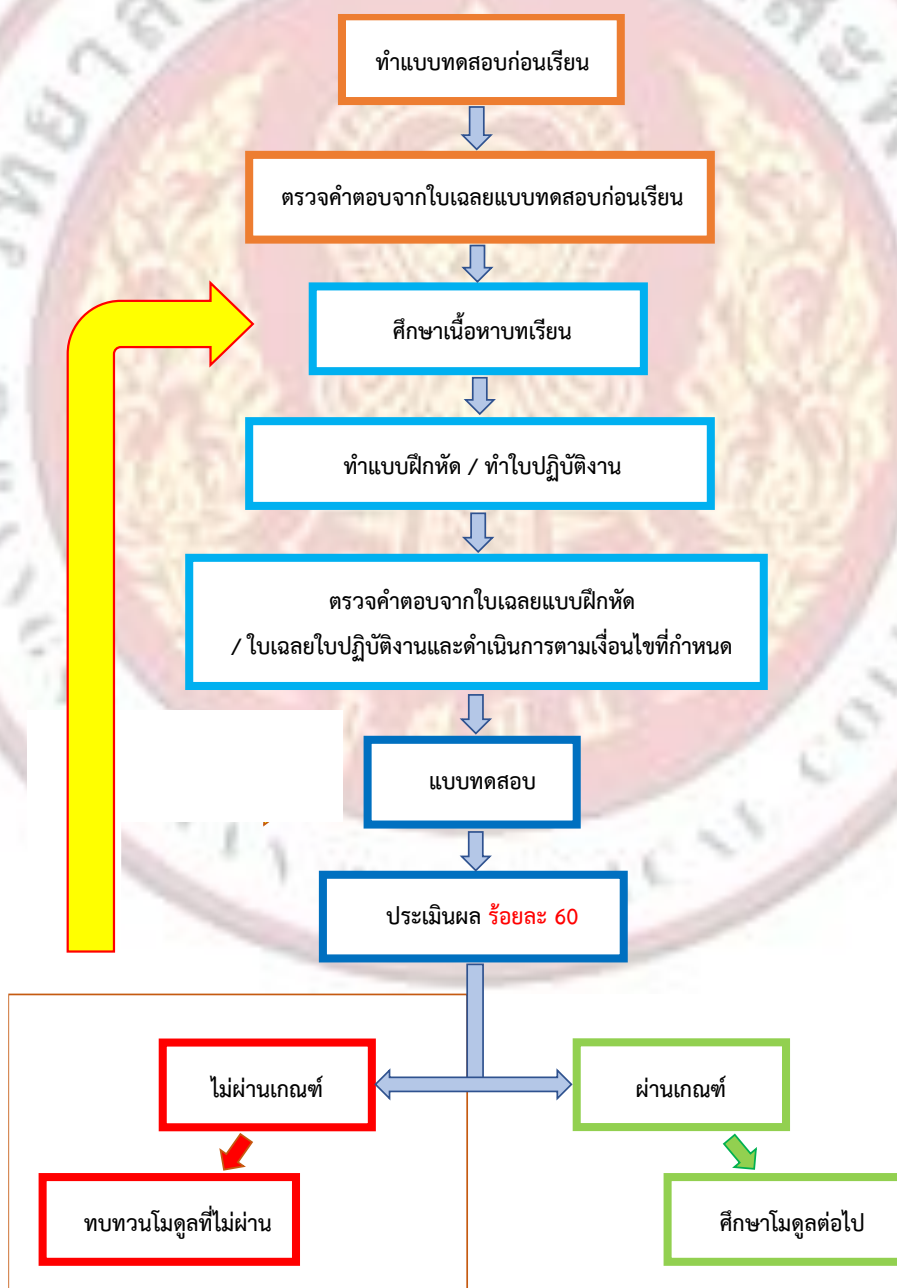 ทำแบบทดสอบก่อนเรียน
ตรวจคำตอบจากใบเฉลยแบบทดสอบก่อนเรียน
ศึกษาเนื้อหาบทเรียน
ทำแบบฝึกหัด / ทำใบปฏิบัติงาน
ตรวจคำตอบจากใบเฉลยแบบฝึกหัด
/ ใบเฉลยใบปฏิบัติงานและดำเนินการตามเงื่อนไขที่กำหนด
แบบทดสอบ
ประเมินผล ร้อยละ 60
ไม่ผ่านเกณฑ์
ผ่านเกณฑ์
ทบทวนโมดูลที่ไม่ผ่าน
ศึกษาโมดูลต่อไป